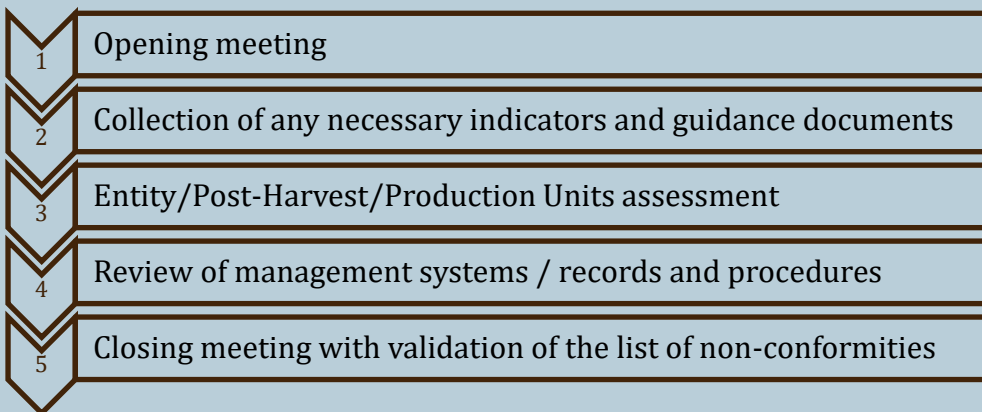 1 Opening meeting
2 Collection of any necessary indicators and guidance documents
3 Entity/Post-Harvest/Production Units assessment
4 Review of management systems / records and procedures
5 Closing meeting with validation of the list of non-conformities